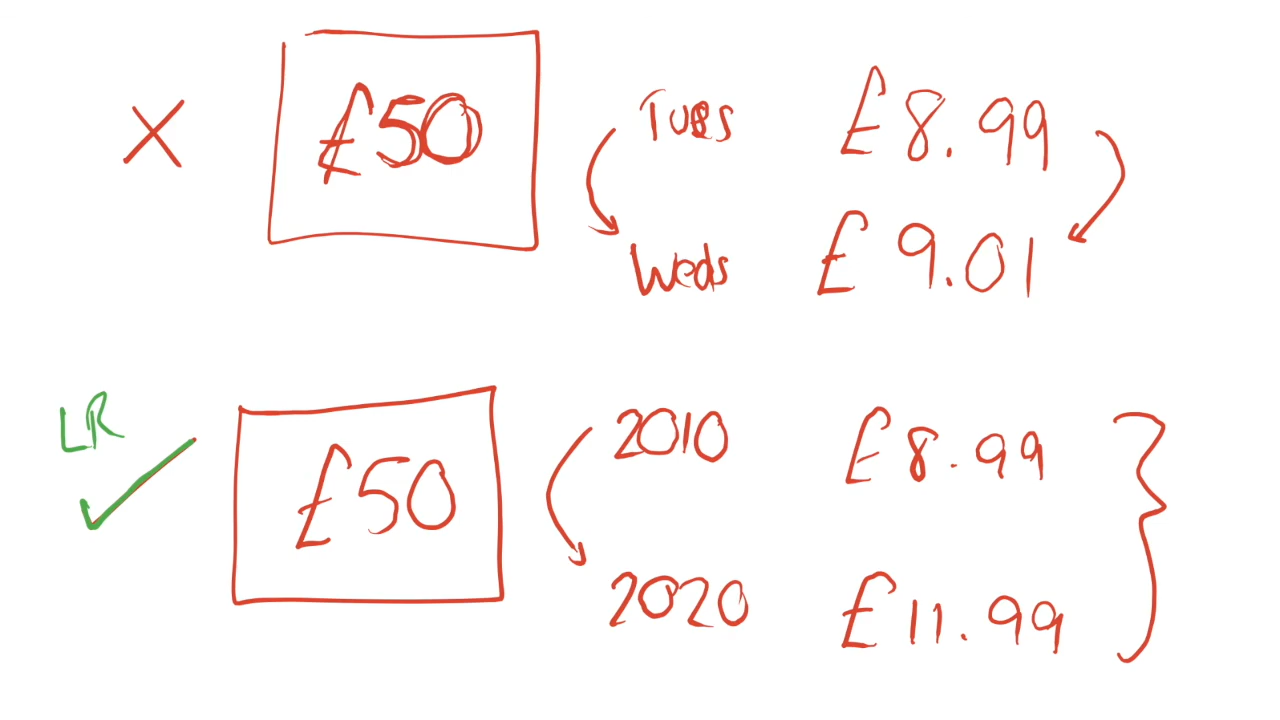 £50 Tues £8.99
Weds £9.01
LR
£50 2010 £8.99
2020 £11.99